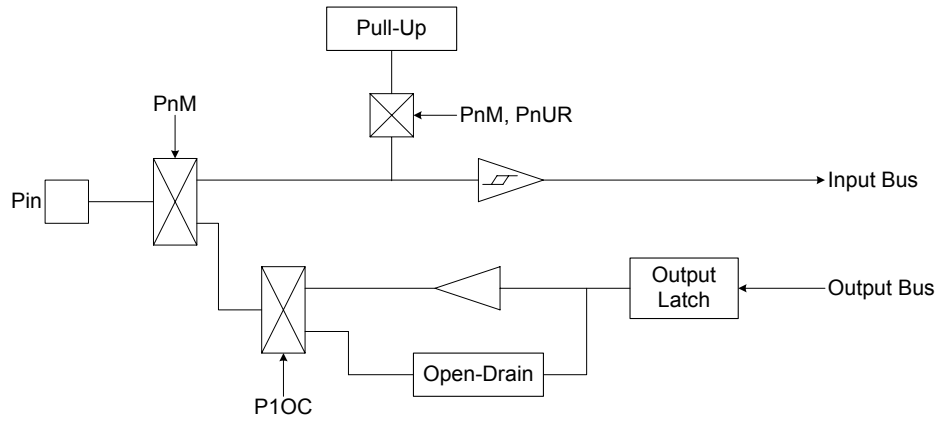 Pull-Up
PnM
PnM, PnUR
Pin
Input Bus
Output
Latch
Output Bus
Open-Drain
P1OC